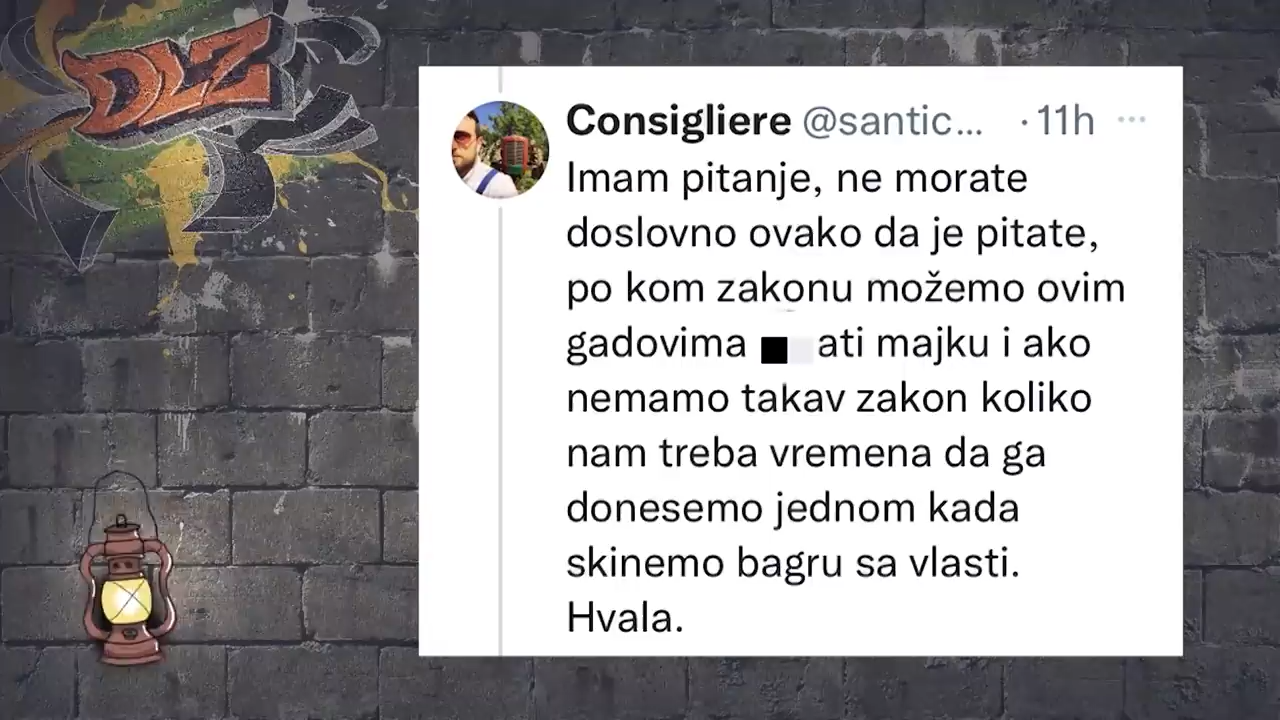 DLZ
Consigliere @santic... · 11h ...
Imam pitanje, ne morate
doslovno ovako da je pitate,
po kom zakonu možemo ovim
gadovima ati majku i ako
nemamo takav zakon koliko
nam treba vremena da ga
donesemo jednom kada
skinemo bagru sa vlasti.
Hvala.